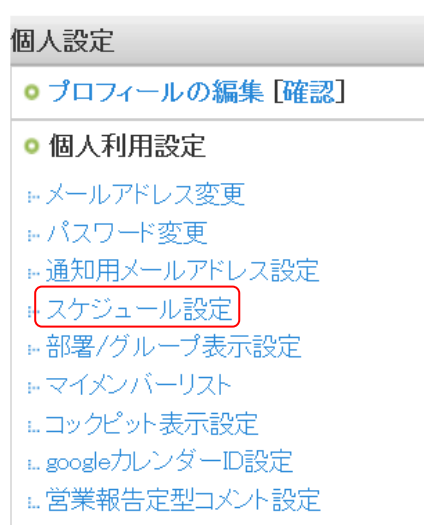 個人設定
プロフィールの編集 [確認]
個人利用設定
メールアドレス変更
パスワード変更
通知用メールアドレス設定
スケジュール設定
部署/グループ表示設定
マイメンバーリスト
コックピット表示設定
googleカレンダーID設定
営業報告定型コメント設定